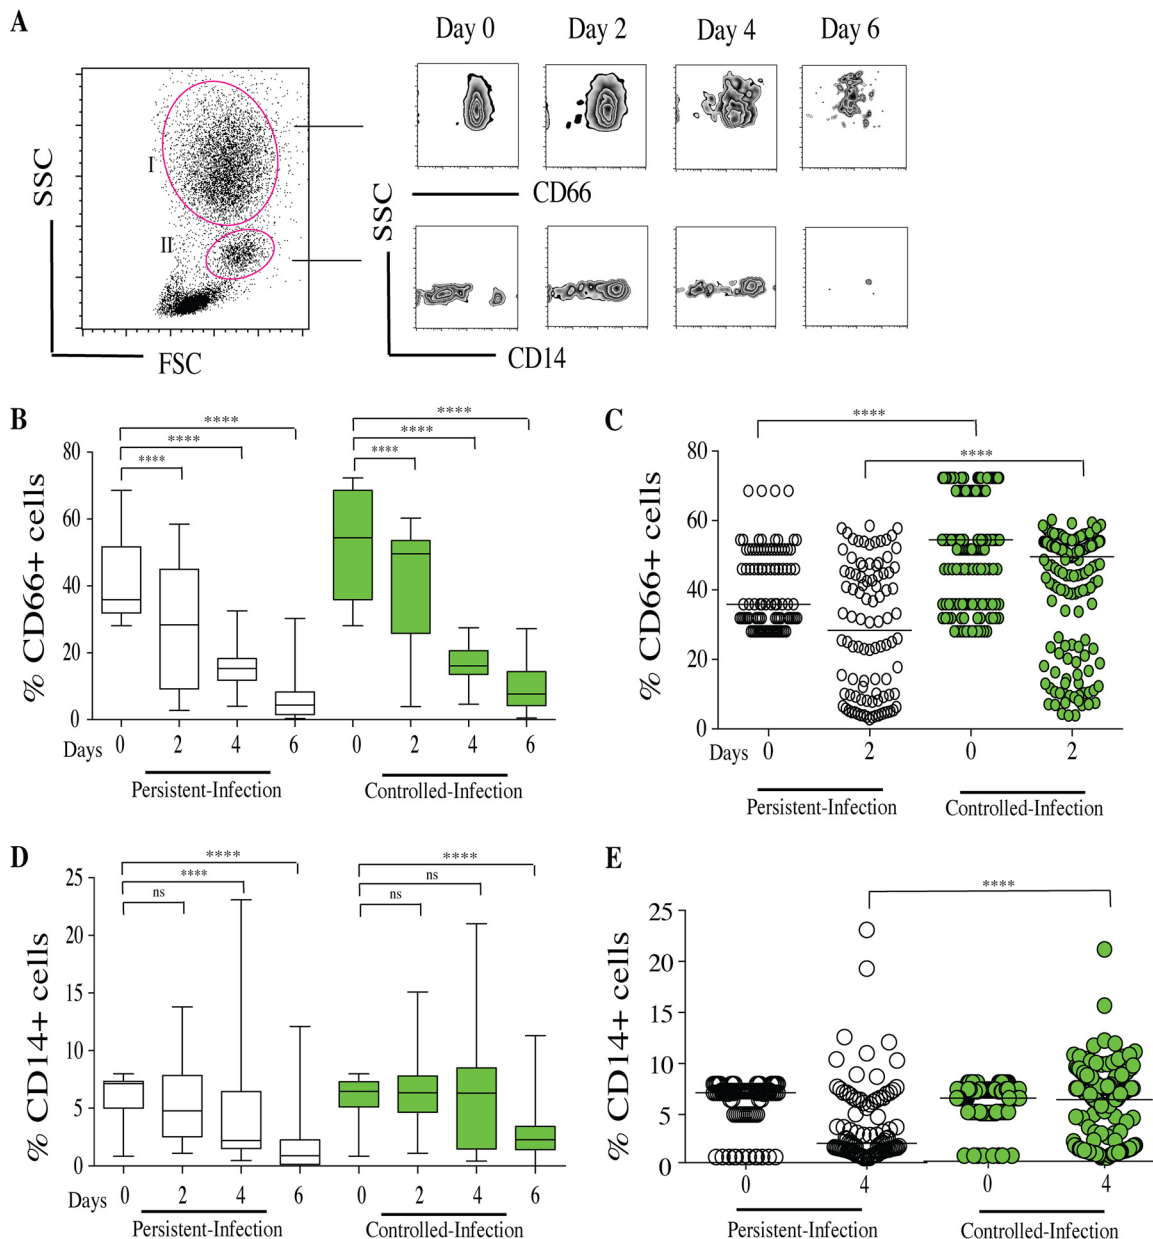 A
Day 0
Day 2
Day 4
Day 6
SSC
I
II
FSC
SSC
CD66
CD14
B
****
****
****
****
****
****
% CD66+ cells
80
60
40
20
0
Days
0
2
4
6
0
2
4
6
Persistent-Infection
Controlled-Infection
C
****
****
% CD66+ cells
80
60
40
20
0
Days
0
2
0
2
Persistent-Infection
Controlled-Infection
D
****
****
ns
****
ns
ns
% CD14+ cells
25
20
15
10
5
0
Days
0
2
4
6
0
2
4
6
Persistent-Infection
Controlled-Infection
E
****
% CD14+ cells
25
20
15
10
5
0
0
4
0
4
Persistent-Infection
Controlled-Infection